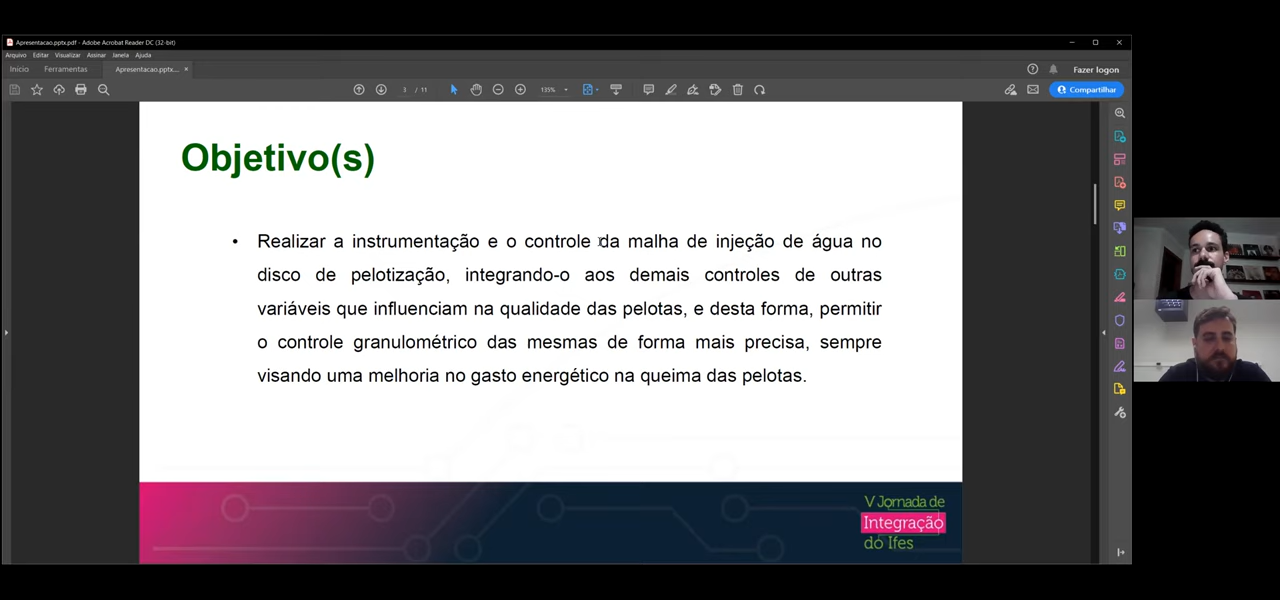 Apresentacao.pptx.pdf - Adobe Acrobat Reader DC (32-bit)
Arquivo Editar Visualizar Assinar Janela Ajuda
Início Ferramentas Apresentacao.pptx.... × Fazer logon
3 / 11 135% Compartilhar
Objetivo(s)
• Realizar a instrumentação e o controle da malha de injeção de água no
disco de pelotização, integrando-o aos demais controles de outras
variáveis que influenciam na qualidade das pelotas, e desta forma, permitir
o controle granulométrico das mesmas de forma mais precisa, sempre
visando uma melhoria no gasto energético na queima das pelotas.
V Jornada de
Integração
do Ifes